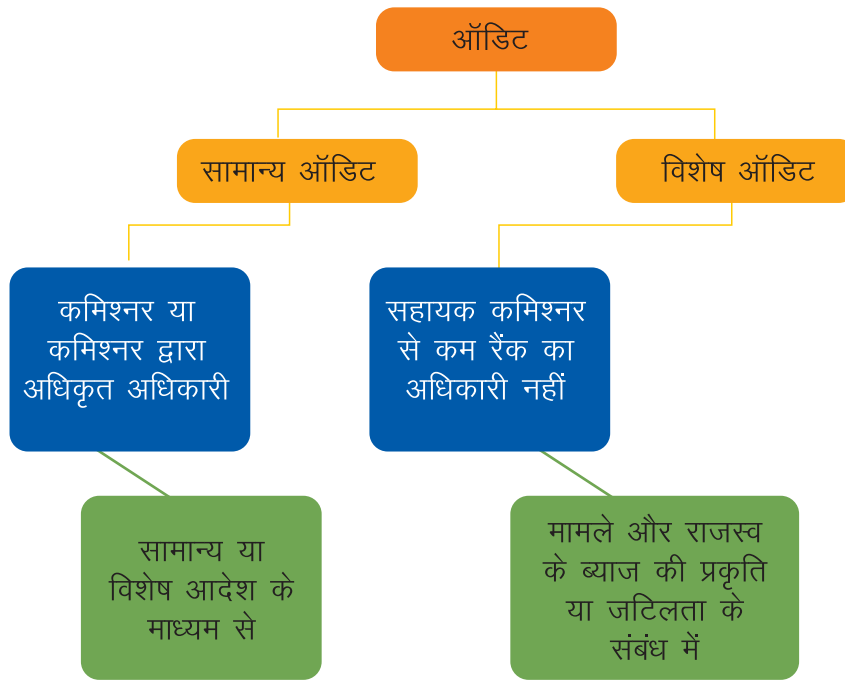 ऑडिट
सामान्य ऑडिट
विशेष ऑडिट
कमिश्नर या
कमिश्नर द्वारा
अधिकृत अधिकारी
सहायक कमिश्नर
से कम रैंक का
अधिकारी नहीं
सामान्य या
विशेष आदेश के
माध्यम से
मामले और राजस्व
के ब्याज की प्रकृति
या जटिलता के
संबंध में